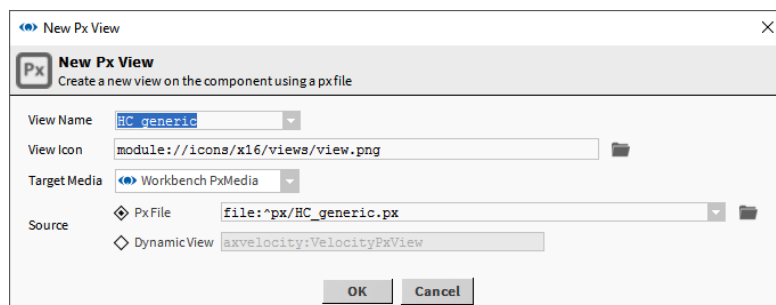 New Px View
Px
New Px View
Create a new view on the component using a px file
View Name HC_generic
View Icon module://icons/x16/views/view.png
Target Media Workbench PxMedia
Source
Px File file:^px/HC_generic.px
Dynamic View axvelocity:VelocityPxView
OK Cancel